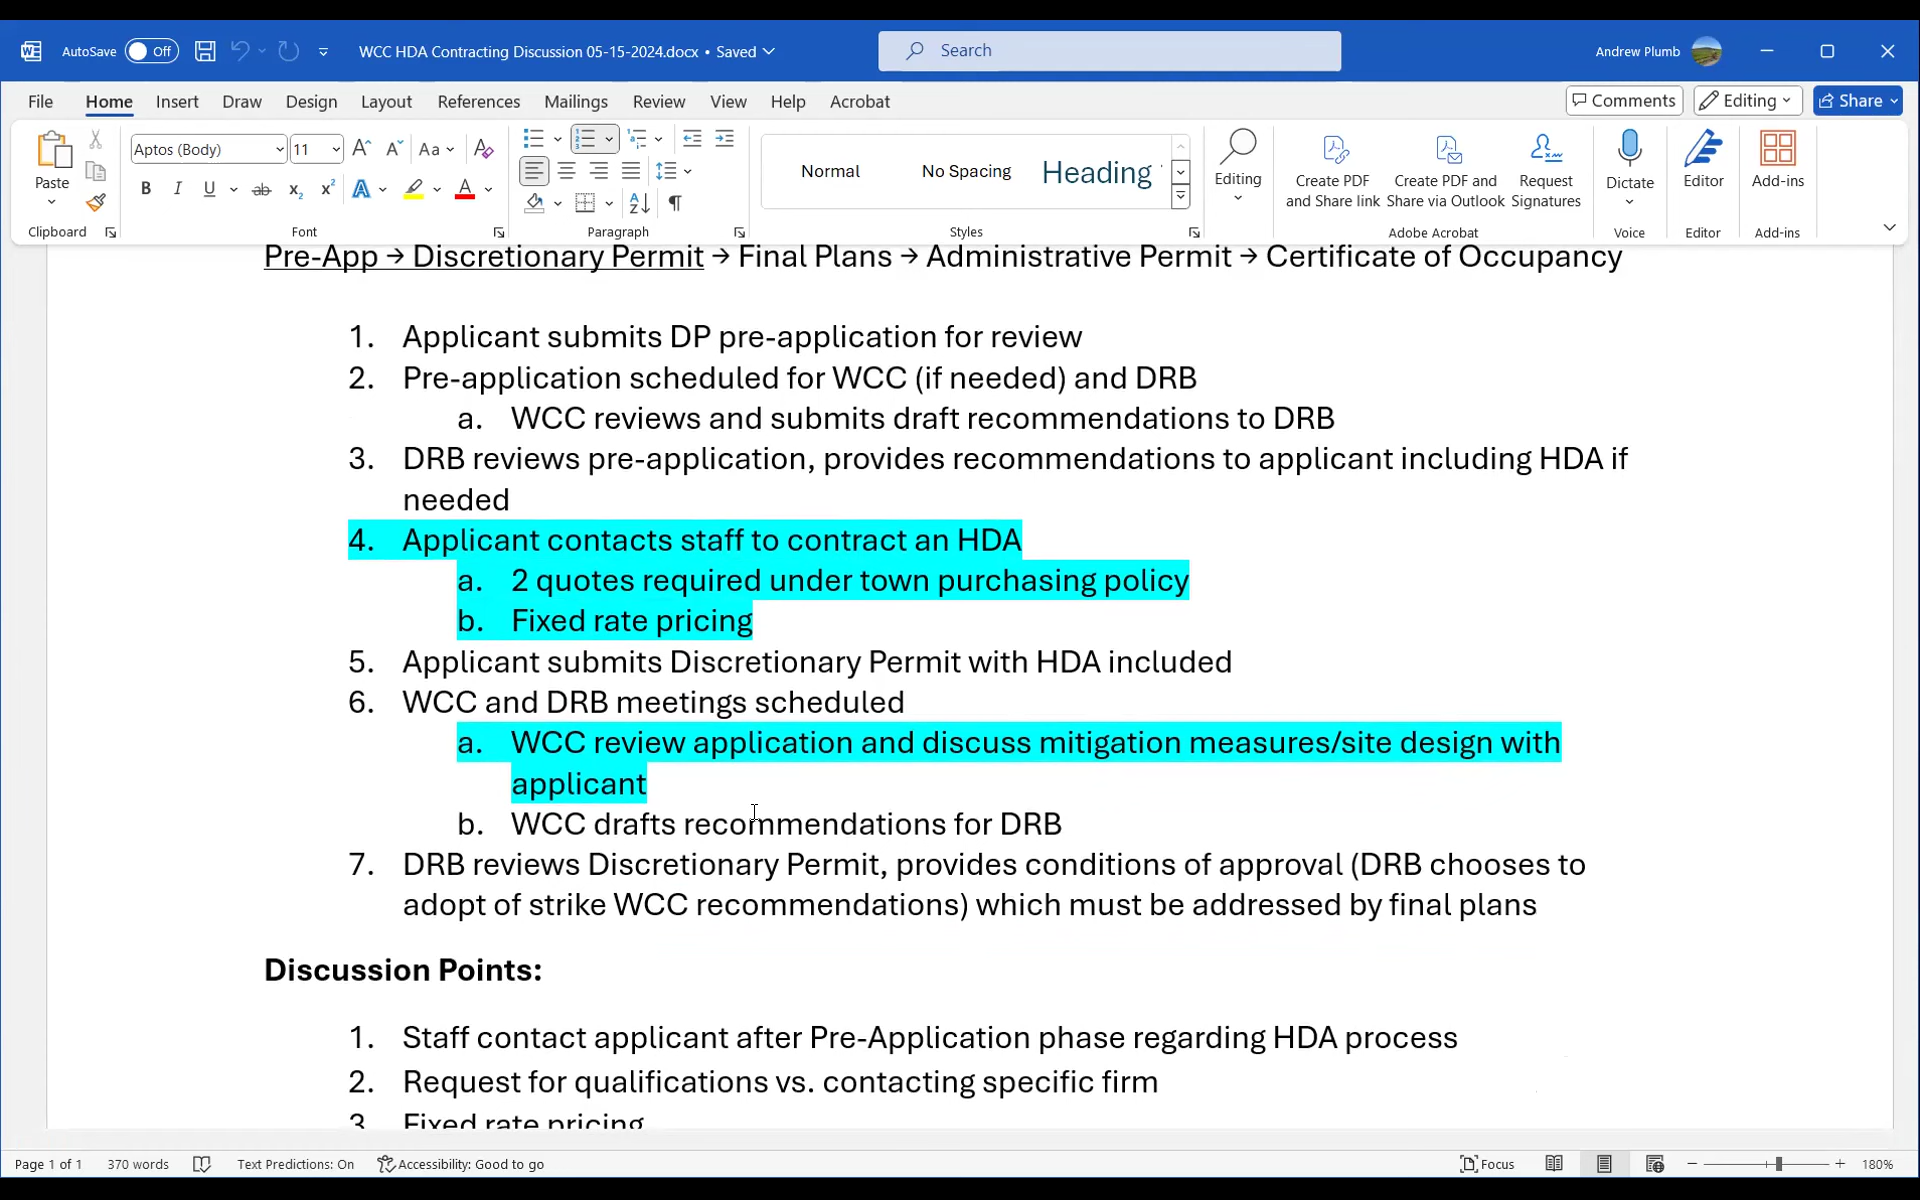 AutoSave Off WCC HDA Contracting Discussion 05-15-2024.docx • Saved Search Andrew Plumb
File Home Insert Draw Design Layout References Mailings Review View Help Acrobat Comments Editing Share
Paste
Aptos (Body) 11 Aa
B I U ab x₂ x² A A
Normal No Spacing Heading
Editing
Create PDF and Share link
Create PDF and Share via Outlook
Request Signatures
Dictate
Editor
Add-ins
Clipboard Font Paragraph Styles Adobe Acrobat Voice Editor Add-ins
Pre-App → Discretionary Permit → Final Plans → Administrative Permit → Certificate of Occupancy
1. Applicant submits DP pre-application for review
2. Pre-application scheduled for WCC (if needed) and DRB
a. WCC reviews and submits draft recommendations to DRB
3. DRB reviews pre-application, provides recommendations to applicant including HDA if
needed
4. Applicant contacts staff to contract an HDA
a. 2 quotes required under town purchasing policy
b. Fixed rate pricing
5. Applicant submits Discretionary Permit with HDA included
6. WCC and DRB meetings scheduled
a. WCC review application and discuss mitigation measures/site design with
applicant
b. WCC drafts recommendations for DRB
7. DRB reviews Discretionary Permit, provides conditions of approval (DRB chooses to
adopt of strike WCC recommendations) which must be addressed by final plans
Discussion Points:
1. Staff contact applicant after Pre-Application phase regarding HDA process
2. Request for qualifications vs. contacting specific firm
3. Fixed rate pricing
Page 1 of 1 370 words Text Predictions: On Accessibility: Good to go Focus 180%